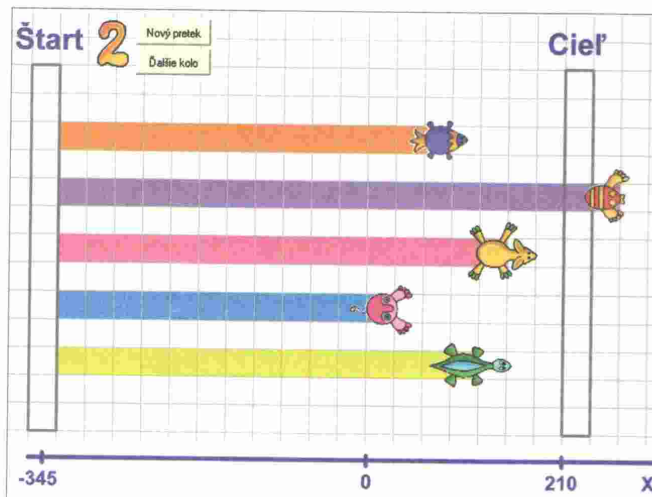 Štart
2
Nový pretek
Ďalšie kolo
Cieľ
-345
0
210
X